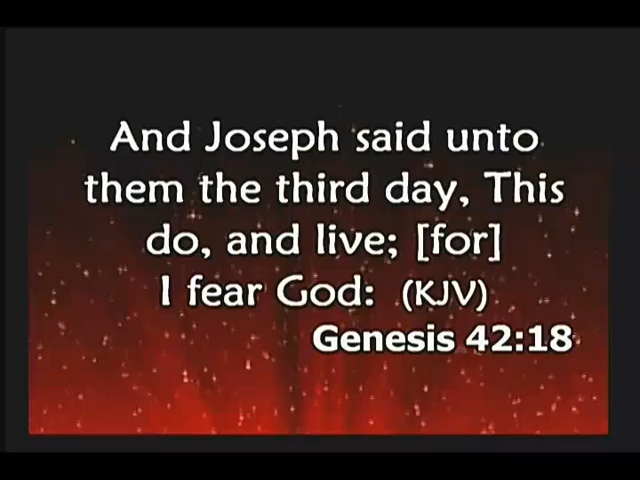 And Joseph said unto
them the third day, This
do, and live; [for]
I fear God: (KJV)
Genesis 42:18